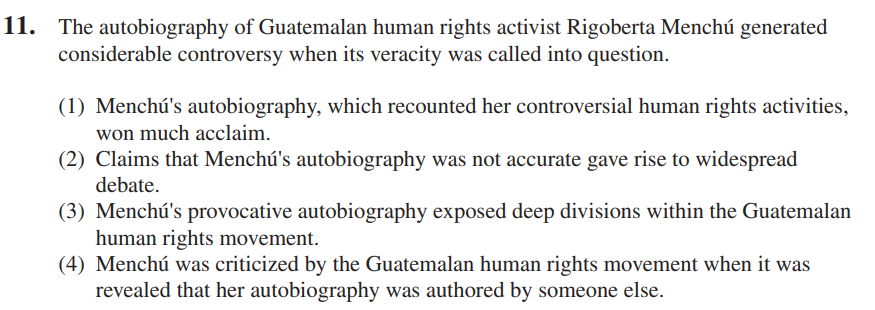 11. The autobiography of Guatemalan human rights activist Rigoberta Menchú generated
considerable controversy when its veracity was called into question.
(1) Menchú's autobiography, which recounted her controversial human rights activities,
won much acclaim.
(2) Claims that Menchú's autobiography was not accurate gave rise to widespread
debate.
(3) Menchú's provocative autobiography exposed deep divisions within the Guatemalan
human rights movement.
(4) Menchú was criticized by the Guatemalan human rights movement when it was
revealed that her autobiography was authored by someone else.